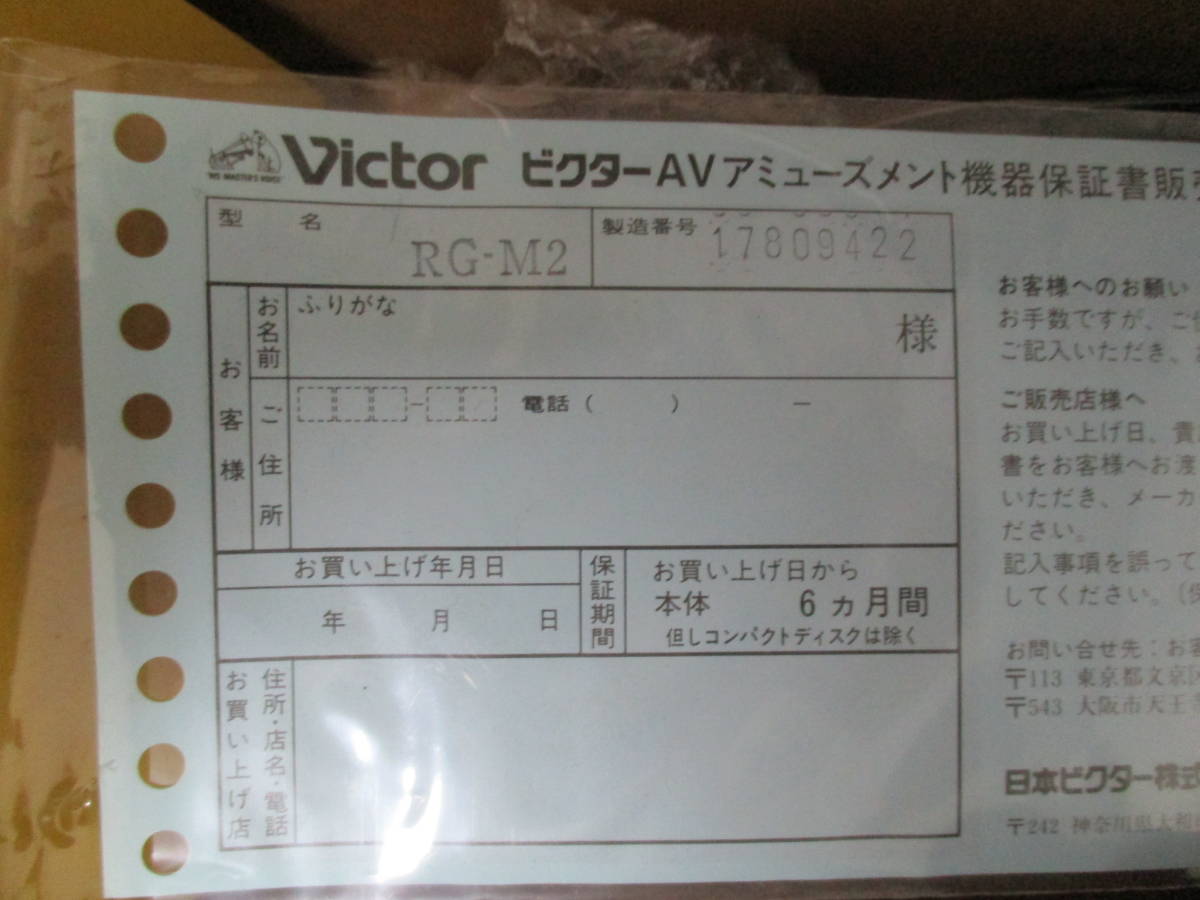 "HIS MASTER'S VOICE"
Victor ビクターAVアミューズメント機器保証書販売
型名 RG-M2
製造番号 17809422
お客様
お名前
ふりがな
様
ご住所
電話( ) −
お買い上げ年月日
年 月 日
保証期間
お買い上げ日から
本体 6ヵ月間
但しコンパクトディスクは除く
お買い上げ店
住所・店名・電話
お客様へのお願い
お手数ですが、ご
ご記入いただき、
ご販売店様へ
お買い上げ日、貴
書をお客様へお渡
いただき、メーカ
ださい。
記入事項を誤って
してください。(
お問い合せ先:お客
〒113 東京都文京区
〒543 大阪市天王寺
日本ビクター株式
〒242 神奈川県大和